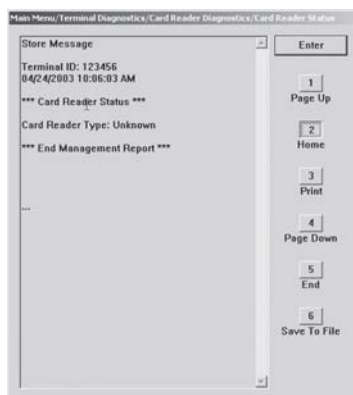 Main Menu/Terminal Diagnostics/Card Reader Diagnostics/Card Reader Status
Store Message
Terminal ID: 123456
04/24/2003 10:06:03 AM
*** Card Reader Status ***
Card Reader Type: Unknown
*** End Management Report ***
...
Enter
1
Page Up
2
Home
3
Print
4
Page Down
5
End
6
Save To File